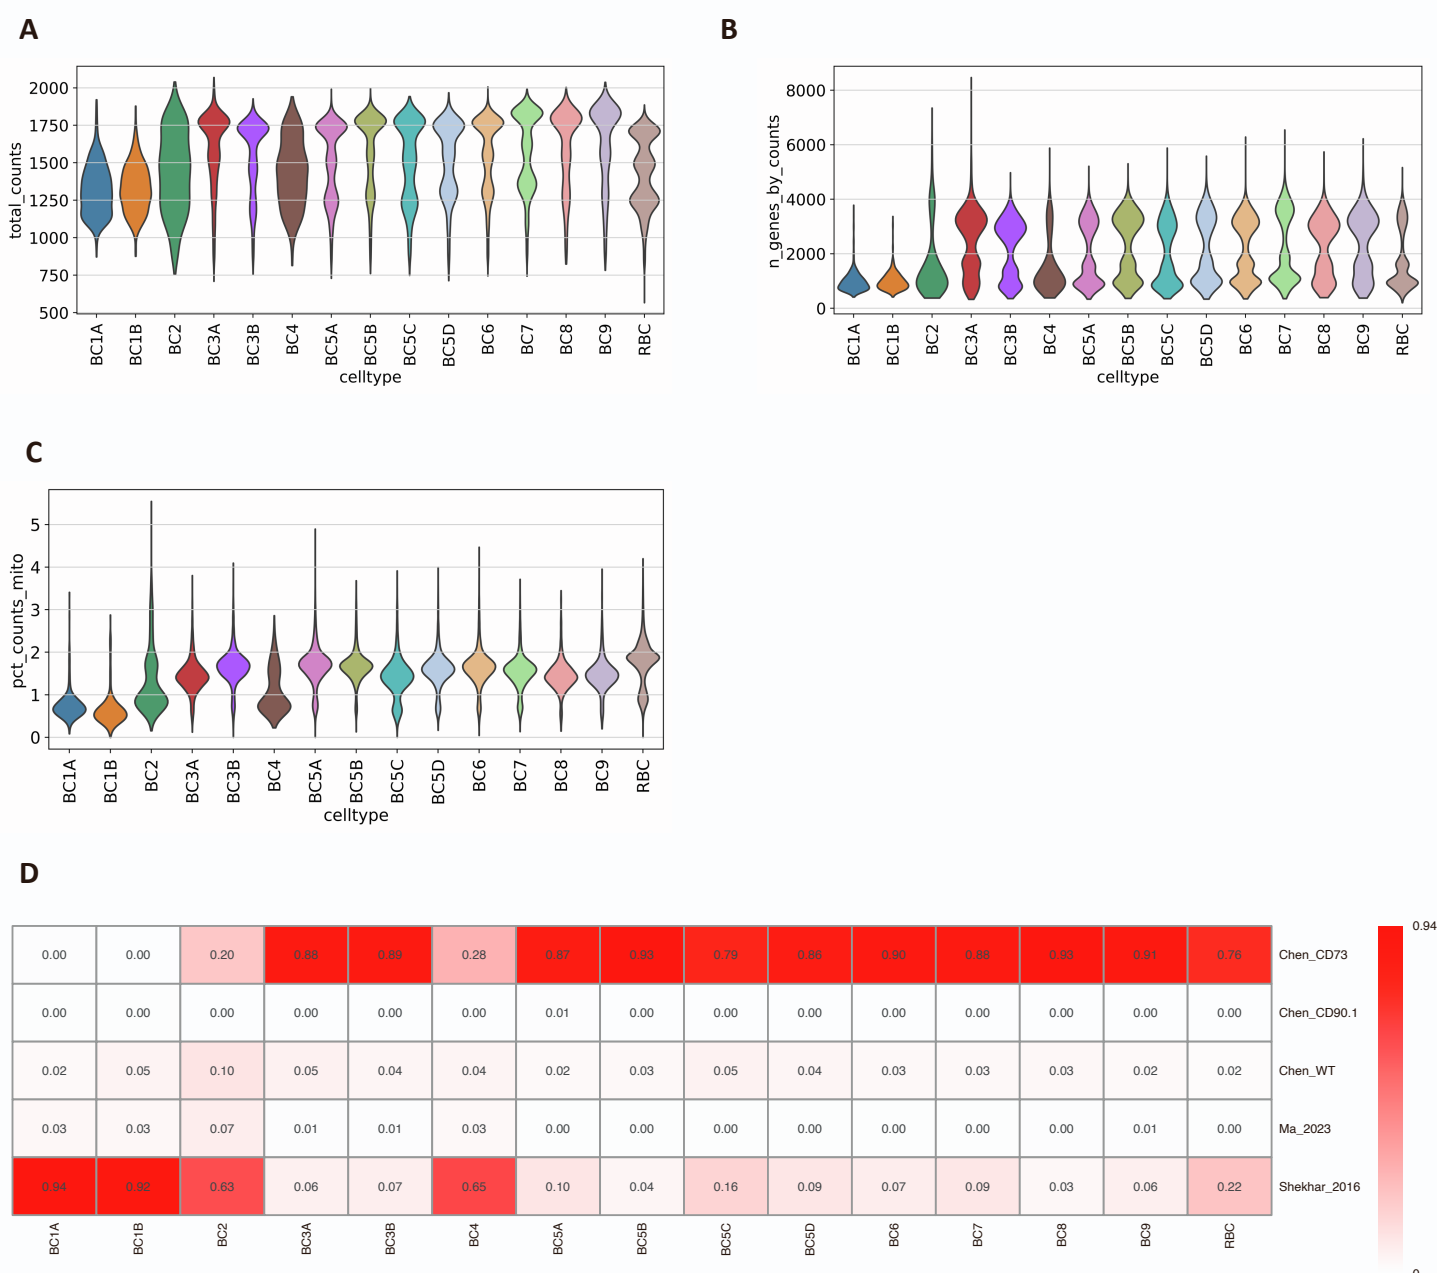 A
total_counts
2000
1750
1500
1250
1000
750
500
BC1A BC1B BC2 BC3A BC3B BC4 BC5A BC5B BC5C BC5D BC6 BC7 BC8 BC9 RBC
celltype
B
n_genes_by_counts
8000
6000
4000
2000
0
BC1A BC1B BC2 BC3A BC3B BC4 BC5A BC5B BC5C BC5D BC6 BC7 BC8 BC9 RBC
celltype
C
pct_counts_mito
5
4
3
2
1
0
BC1A BC1B BC2 BC3A BC3B BC4 BC5A BC5B BC5C BC5D BC6 BC7 BC8 BC9 RBC
celltype
D
0.00 0.00 0.20 0.88 0.89 0.28 0.87 0.93 0.79 0.86 0.90 0.88 0.93 0.91 0.76 Chen_CD73
0.00 0.00 0.00 0.00 0.00 0.00 0.01 0.00 0.00 0.00 0.00 0.00 0.00 0.00 0.00 Chen_CD90.1
0.02 0.05 0.10 0.05 0.04 0.04 0.02 0.03 0.05 0.04 0.03 0.03 0.03 0.02 0.02 Chen_WT
0.03 0.03 0.07 0.01 0.01 0.03 0.00 0.00 0.00 0.00 0.00 0.00 0.00 0.01 0.00 Ma_2023
0.94 0.92 0.63 0.06 0.07 0.65 0.10 0.04 0.16 0.09 0.07 0.09 0.03 0.06 0.22 Shekhar_2016
BC1A BC1B BC2 BC3A BC3B BC4 BC5A BC5B BC5C BC5D BC6 BC7 BC8 BC9 RBC
0.94